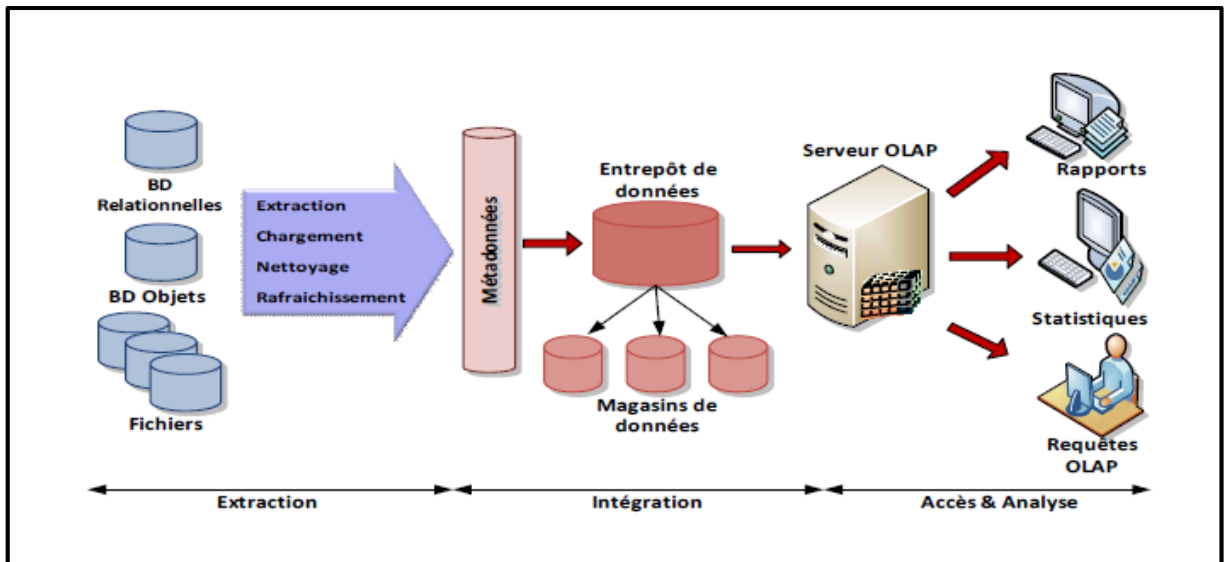 BD
Relationnelles
BD Objets
Fichiers
Extraction
Chargement
Nettoyage
Rafraichissement
Métadonnées
Entrepôt de
données
Magasins de
données
Serveur OLAP
Rapports
Statistiques
Requêtes
OLAP
Extraction
Intégration
Accès & Analyse